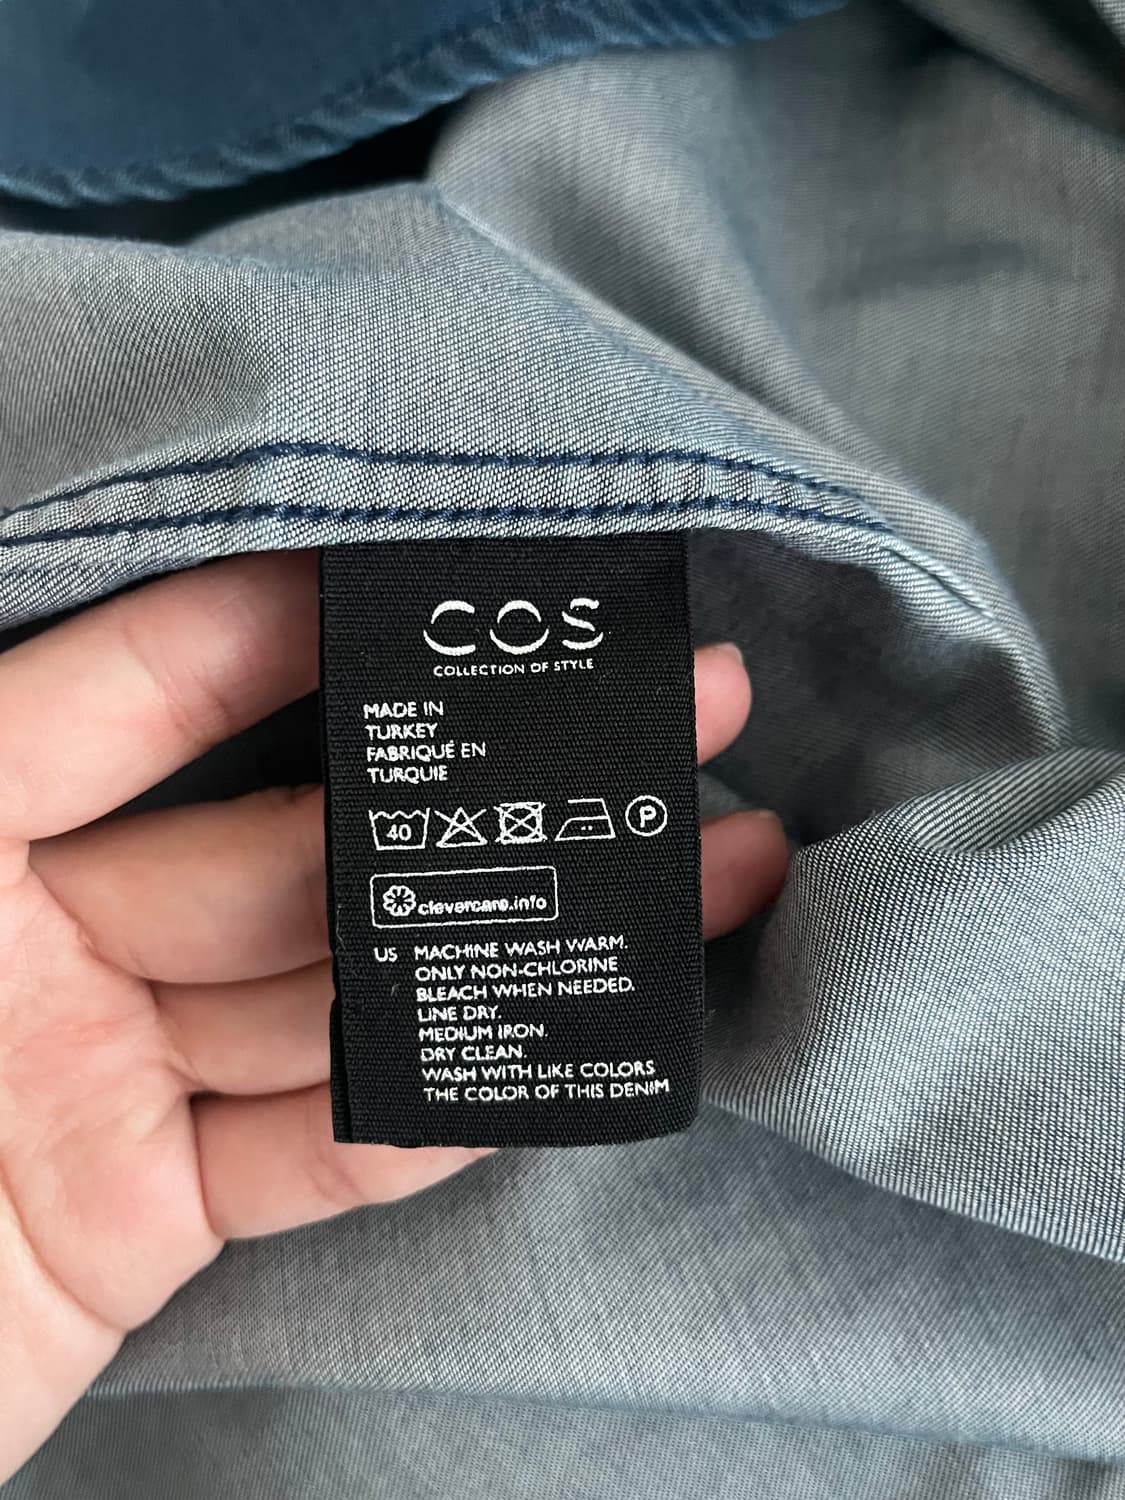 COS
COLLECTION OF STYLE
MADE IN
TURKEY
FABRIQUÉ EN
TURQUIE
40
P
clevercare.info
US MACHINE WASH WARM.
ONLY NON-CHLORINE
BLEACH WHEN NEEDED.
LINE DRY.
MEDIUM IRON.
DRY CLEAN.
WASH WITH LIKE COLORS
THE COLOR OF THIS DENIM